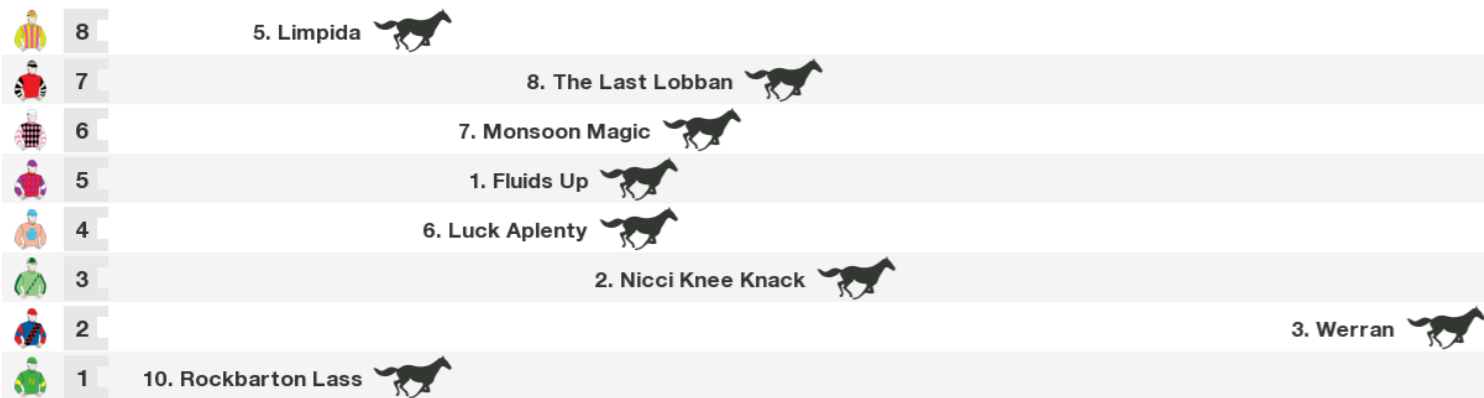 8 5. Limpida
7 8. The Last Lobban
6 7. Monsoon Magic
5 1. Fluids Up
4 6. Luck Aplenty
3 2. Nicci Knee Knack
2 3. Werran
1 10. Rockbarton Lass
N